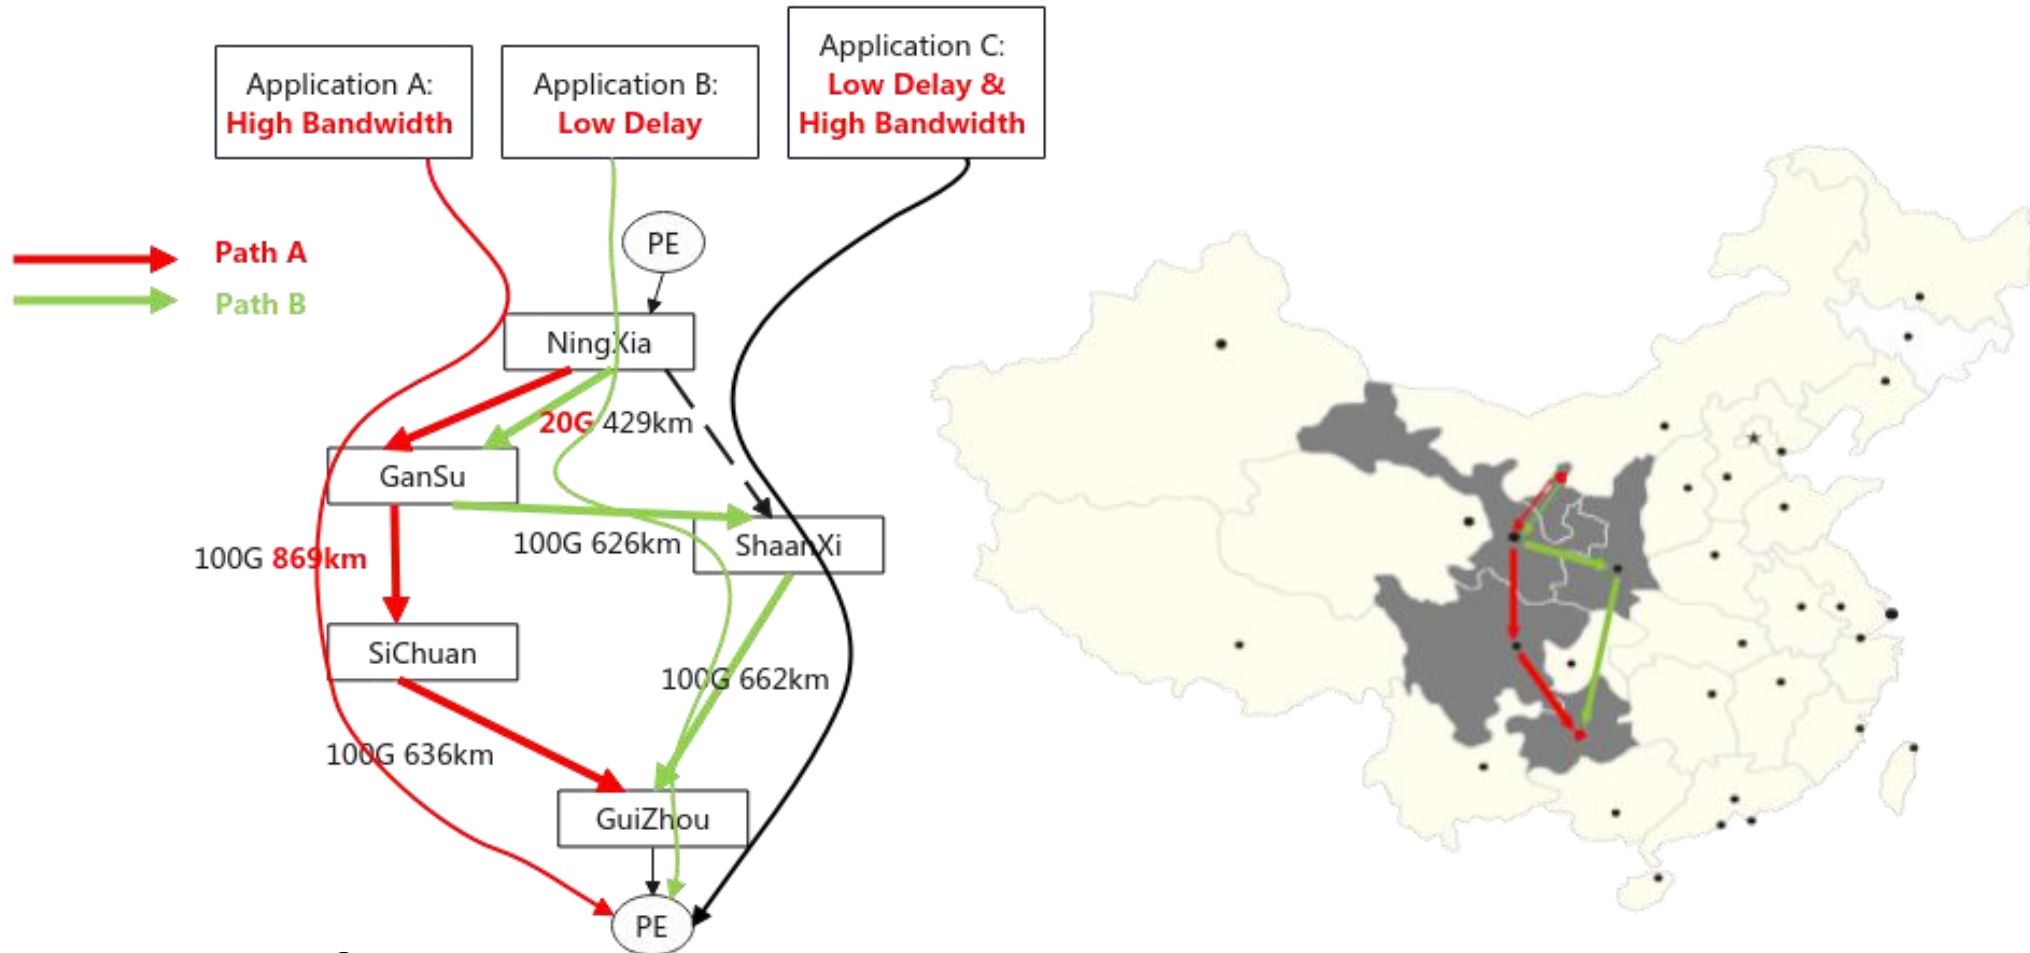 Application A:
High Bandwidth
Application B:
Low Delay
Application C:
Low Delay &
High Bandwidth
Path A
Path B
PE
NingXia
20G 429km
GanSu
100G 626km
ShaanXi
100G 869km
SiChuan
100G 662km
100G 636km
GuiZhou
PE